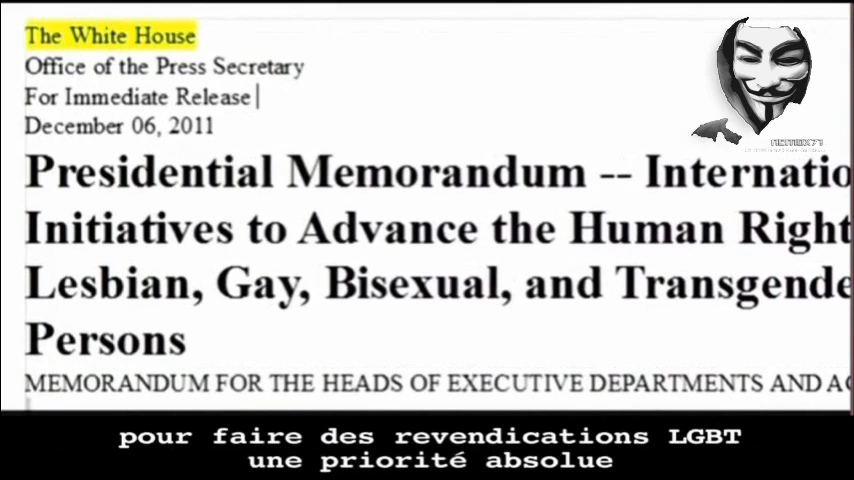 The White House
Office of the Press Secretary
For Immediate Release
December 06, 2011
Presidential Memorandum -- Internatio
Initiatives to Advance the Human Right
Lesbian, Gay, Bisexual, and Transgende
Persons
MEMORANDUM FOR THE HEADS OF EXECUTIVE DEPARTMENTS AND
pour faire des revendications LGBT
une priorité absolue